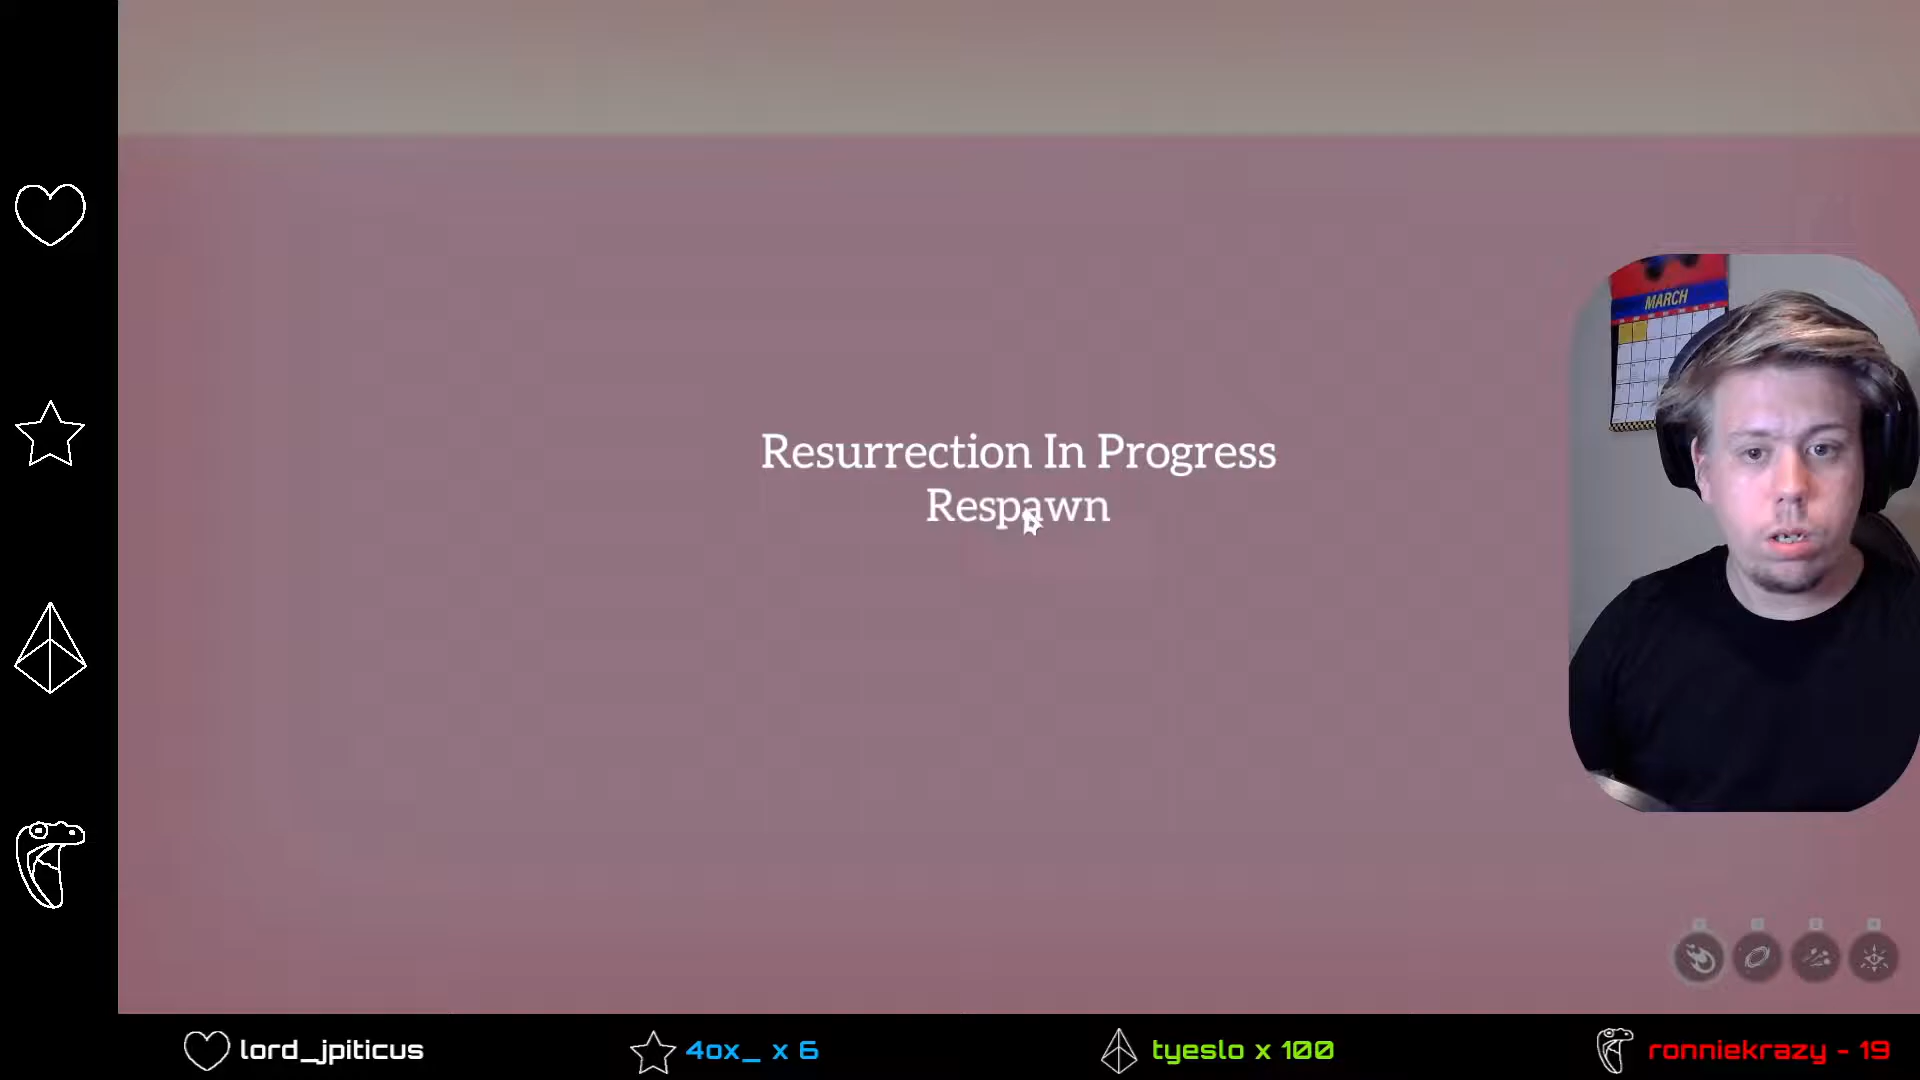 MARCH
Resurrection In Progress
Respawn
lord_jpiticus
4ox_ x 6
tyeslo x 100
ronniekrazy - 19